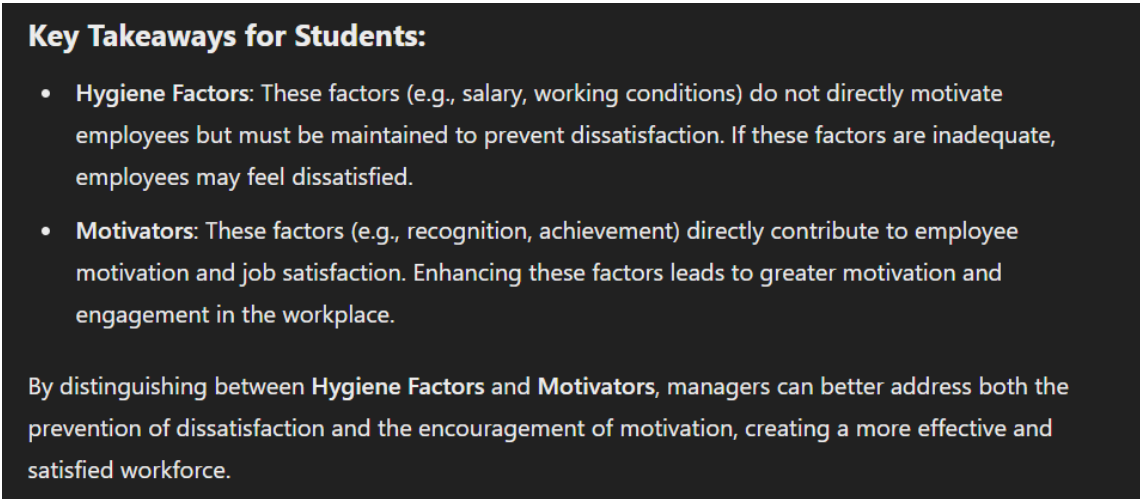 Key Takeaways for Students:
• Hygiene Factors: These factors (e.g., salary, working conditions) do not directly motivate
employees but must be maintained to prevent dissatisfaction. If these factors are inadequate,
employees may feel dissatisfied.
• Motivators: These factors (e.g., recognition, achievement) directly contribute to employee
motivation and job satisfaction. Enhancing these factors leads to greater motivation and
engagement in the workplace.
By distinguishing between Hygiene Factors and Motivators, managers can better address both the
prevention of dissatisfaction and the encouragement of motivation, creating a more effective and
satisfied workforce.